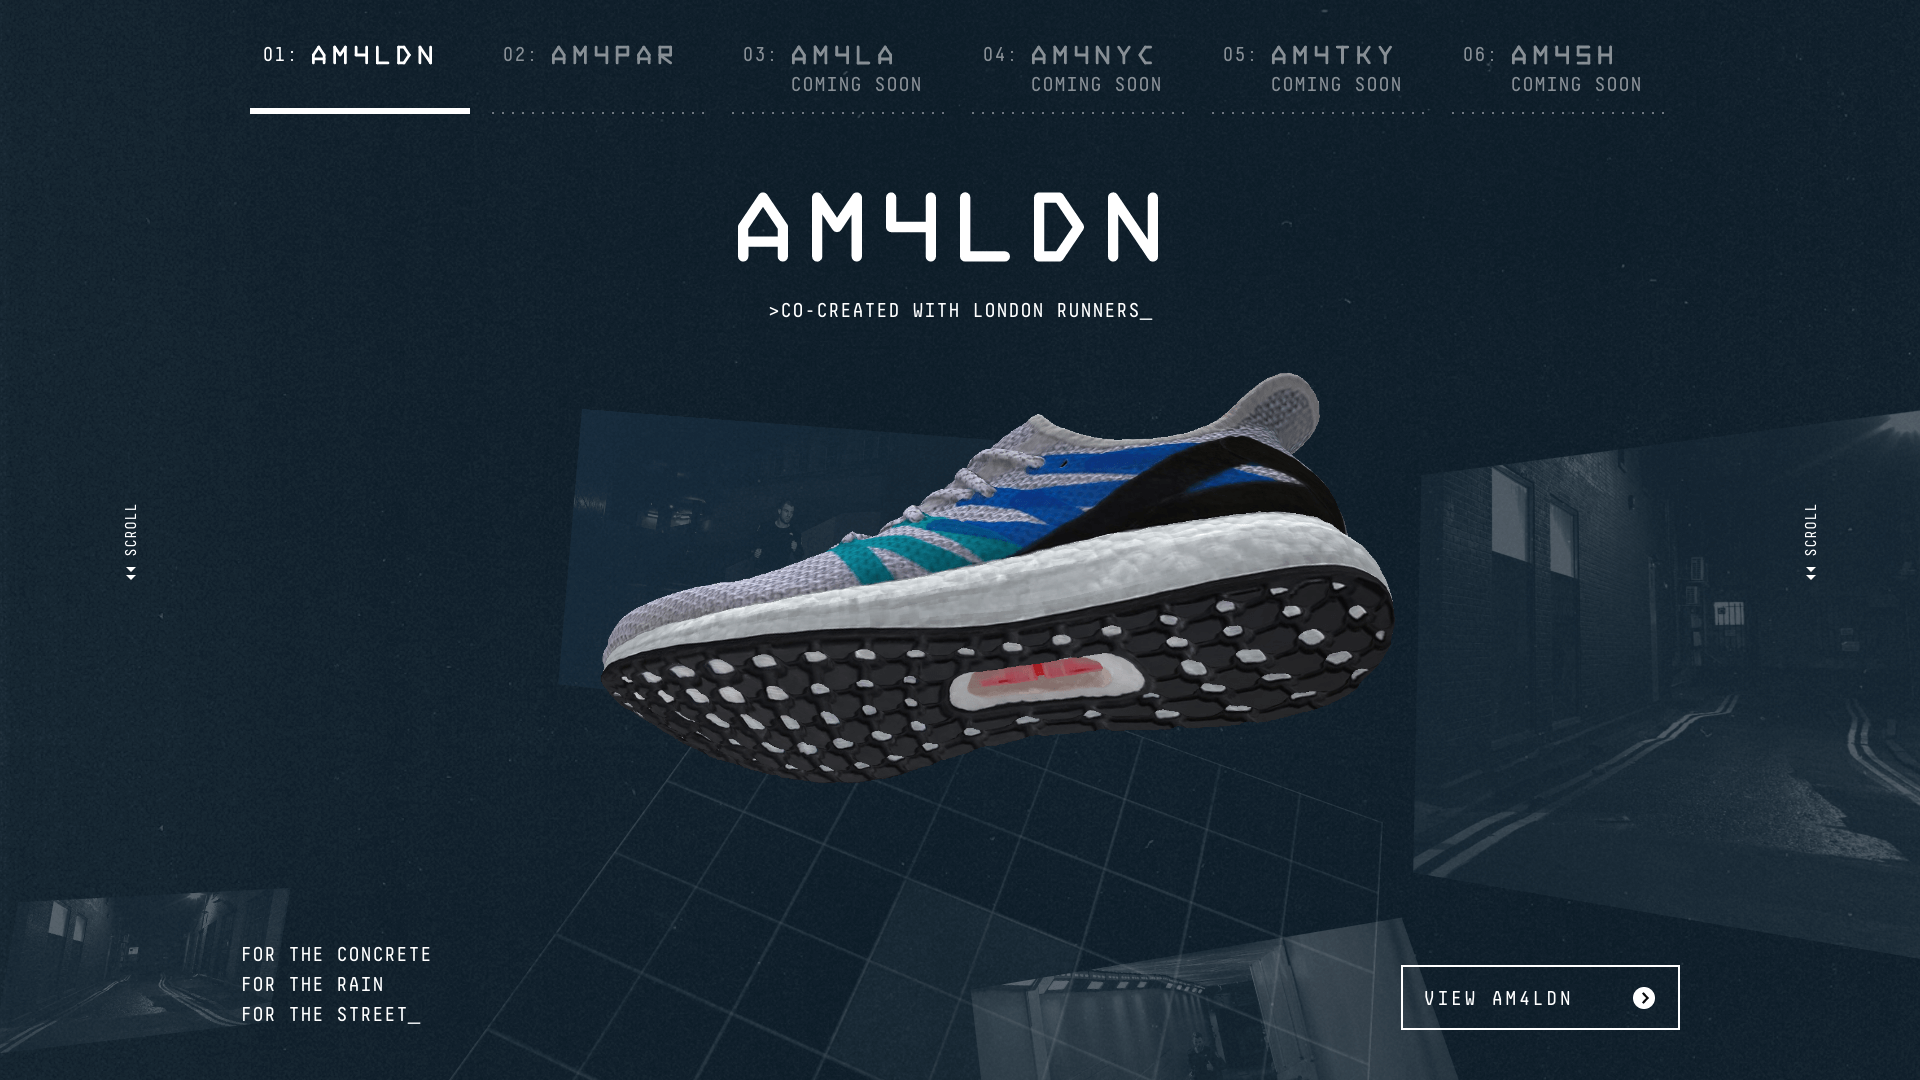 01: AM4LDN
02: AM4PAR
03: AM4LA
COMING SOON
04: AM4NYC
COMING SOON
05: AM4TKY
COMING SOON
06: AM4SH
COMING SOON
AM4LDN
>CO-CREATED WITH LONDON RUNNERS_
SCROLL
SCROLL
FOR THE CONCRETE
FOR THE RAIN
FOR THE STREET_
VIEW AM4LDN